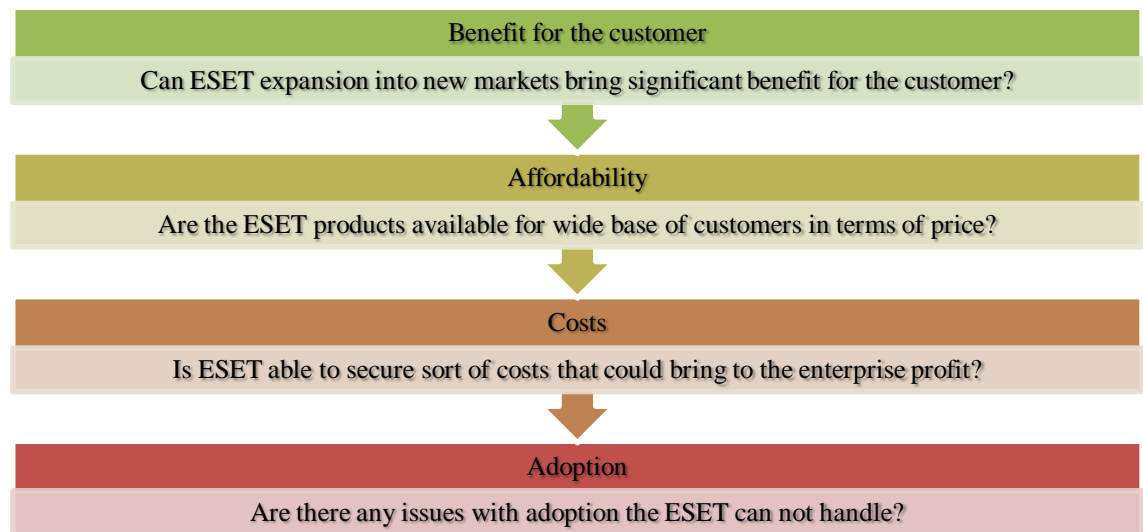 Benefit for the customer
Can ESET expansion into new markets bring significant benefit for the customer?
Affordability
Are the ESET products available for wide base of customers in terms of price?
Costs
Is ESET able to secure sort of costs that could bring to the enterprise profit?
Adoption
Are there any issues with adoption the ESET can not handle?